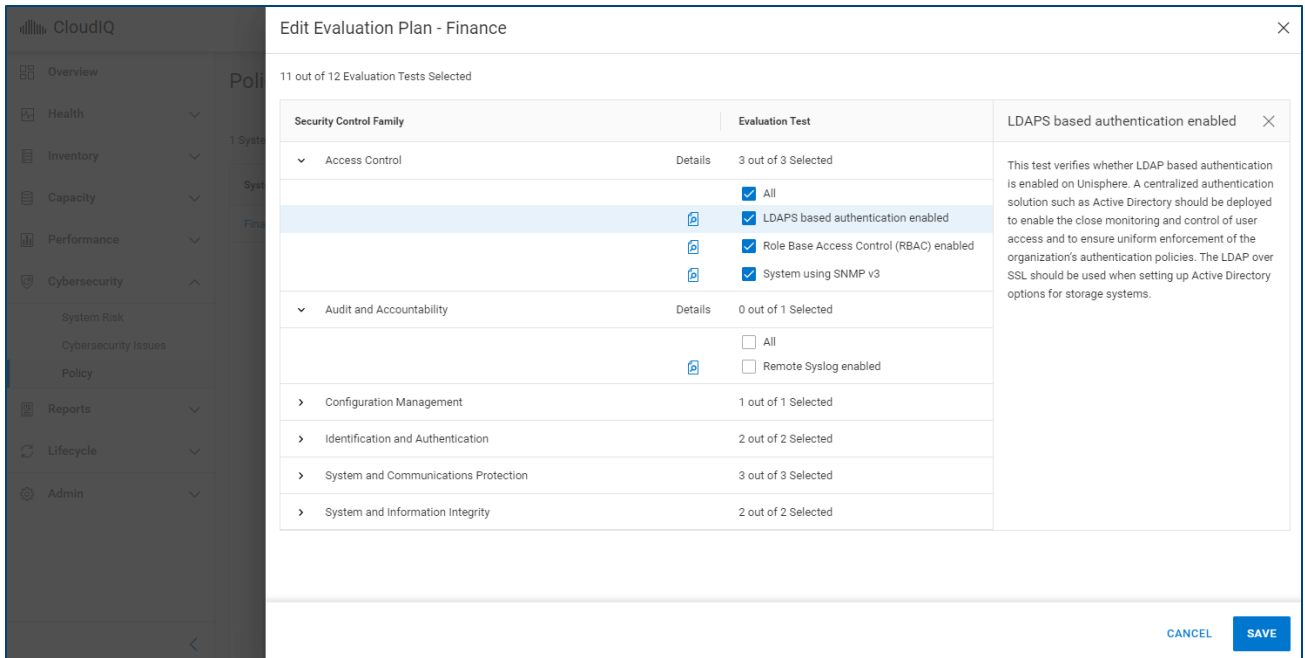 CloudIQ
Edit Evaluation Plan - Finance
Overview
Health
Inventory
Capacity
Performance
Cybersecurity
System Risk
Cybersecurity Issues
Policy
Reports
Lifecycle
Admin
Poli
1 Syste
Syst
Fina
11 out of 12 Evaluation Tests Selected
Security Control Family Evaluation Test
Access Control Details 3 out of 3 Selected
All
LDAPS based authentication enabled
Role Base Access Control (RBAC) enabled
System using SNMP v3
Audit and Accountability Details 0 out of 1 Selected
All
Remote Syslog enabled
Configuration Management 1 out of 1 Selected
Identification and Authentication 2 out of 2 Selected
System and Communications Protection 3 out of 3 Selected
System and Information Integrity 2 out of 2 Selected
LDAPS based authentication enabled
This test verifies whether LDAP based authentication
is enabled on Unisphere. A centralized authentication
solution such as Active Directory should be deployed
to enable the close monitoring and control of user
access and to ensure uniform enforcement of the
organization's authentication policies. The LDAP over
SSL should be used when setting up Active Directory
options for storage systems.
CANCEL SAVE